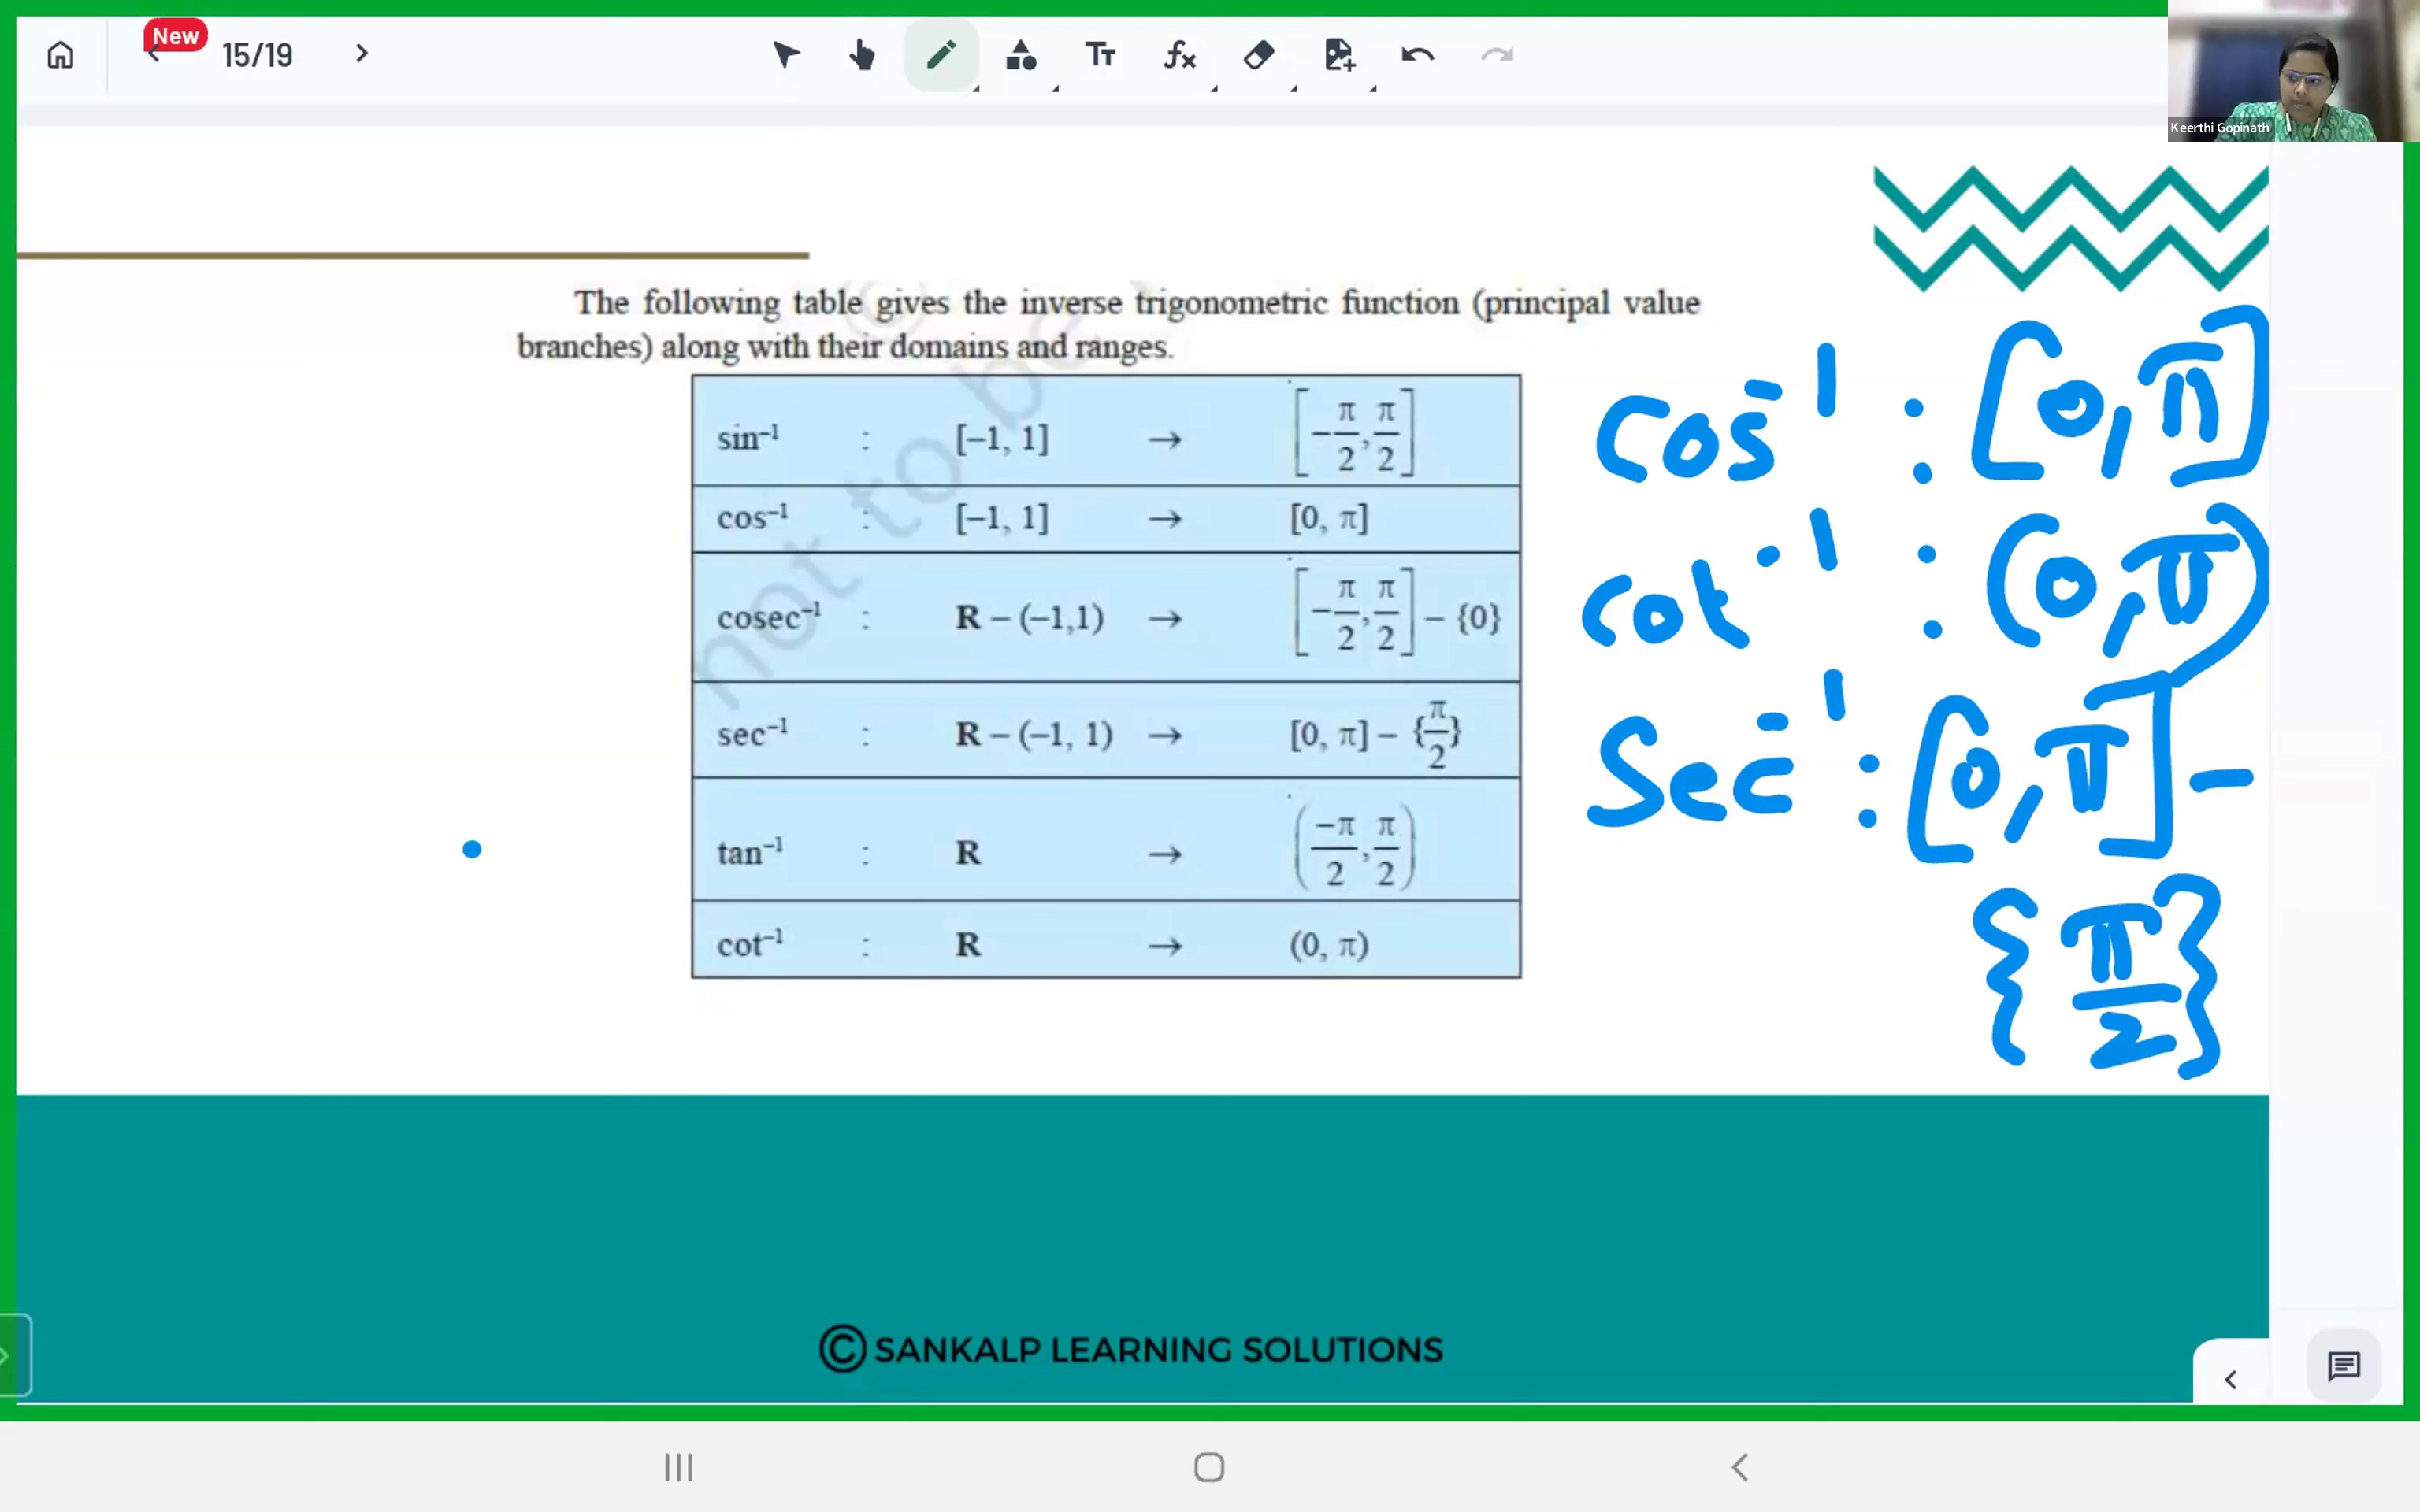 New
15/19
Keerthi Gopinath
The following table gives the inverse trigonometric function (principal value
branches) along with their domains and ranges.
sin⁻¹ : [–1, 1] → [–π/2, π/2]
cos⁻¹ : [–1, 1] → [0, π]
cosec⁻¹ : R – (–1,1) → [–π/2, π/2] – {0}
sec⁻¹ : R – (–1, 1) → [0, π] – {π/2}
tan⁻¹ : R → (–π/2, π/2)
cot⁻¹ : R → (0, π)
not to be
cos⁻¹ : [0, π]
cot⁻¹ : (0, π)
Sec⁻¹ : [0, π] –
{π/2}
© SANKALP LEARNING SOLUTIONS